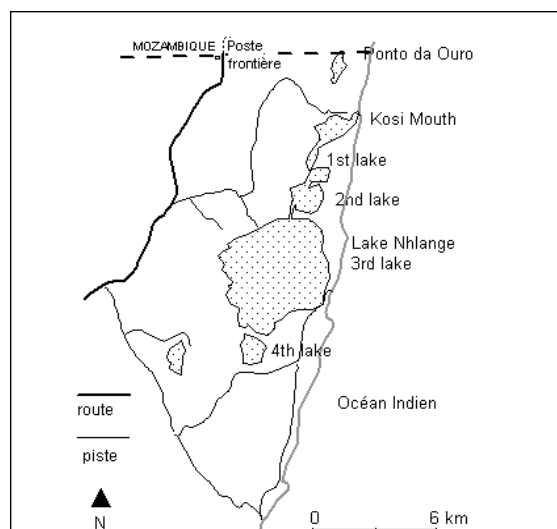 MOZAMBIQUE
Poste
frontière
Ponto da Ouro
Kosi Mouth
1st lake
2nd lake
Lake Nhlange
3rd lake
4th lake
Océan Indien
route
piste
N
0 6 km